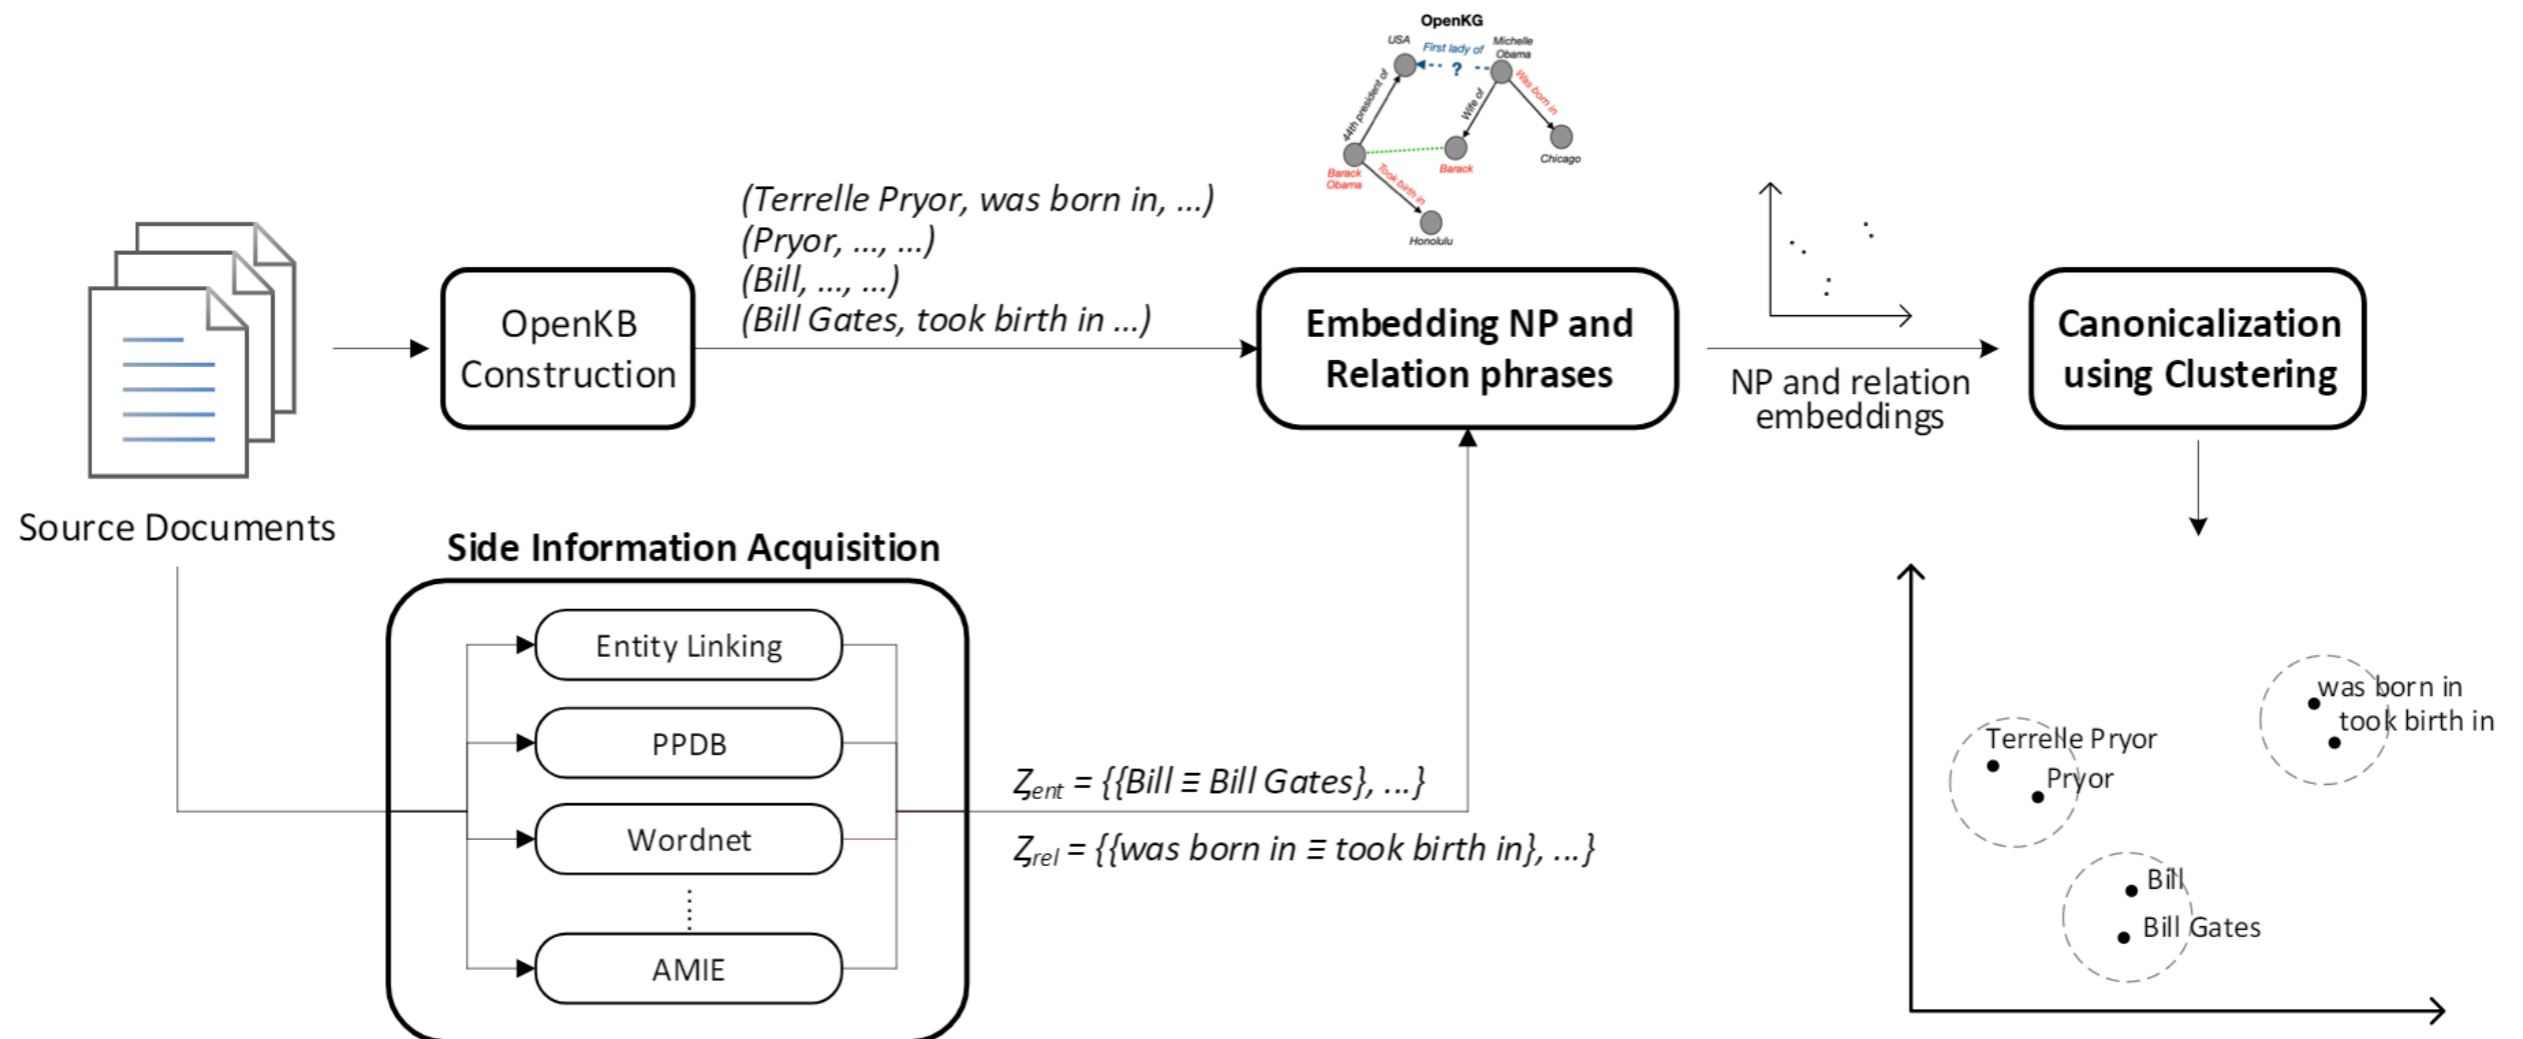 OpenKG
USA
First lady of
Michelle
Obama
?
44th president of
Wife of
Was born in
Chicago
Barack
Obama
Barack
Took birth in
Honolulu
(Terrelle Pryor, was born in, ...)
(Pryor, ..., ...)
(Bill, ..., ...)
(Bill Gates, took birth in ...)
OpenKB
Construction
Embedding NP and
Relation phrases
NP and relation
embeddings
Canonicalization
using Clustering
Source Documents
Side Information Acquisition
Entity Linking
PPDB
Wordnet
AMIE
Ȥent = {{Bill ≡ Bill Gates}, ...}
Ȥrel = {{was born in ≡ took birth in}, ...}
was born in
took birth in
Terrelle Pryor
Pryor
Bill
Bill Gates